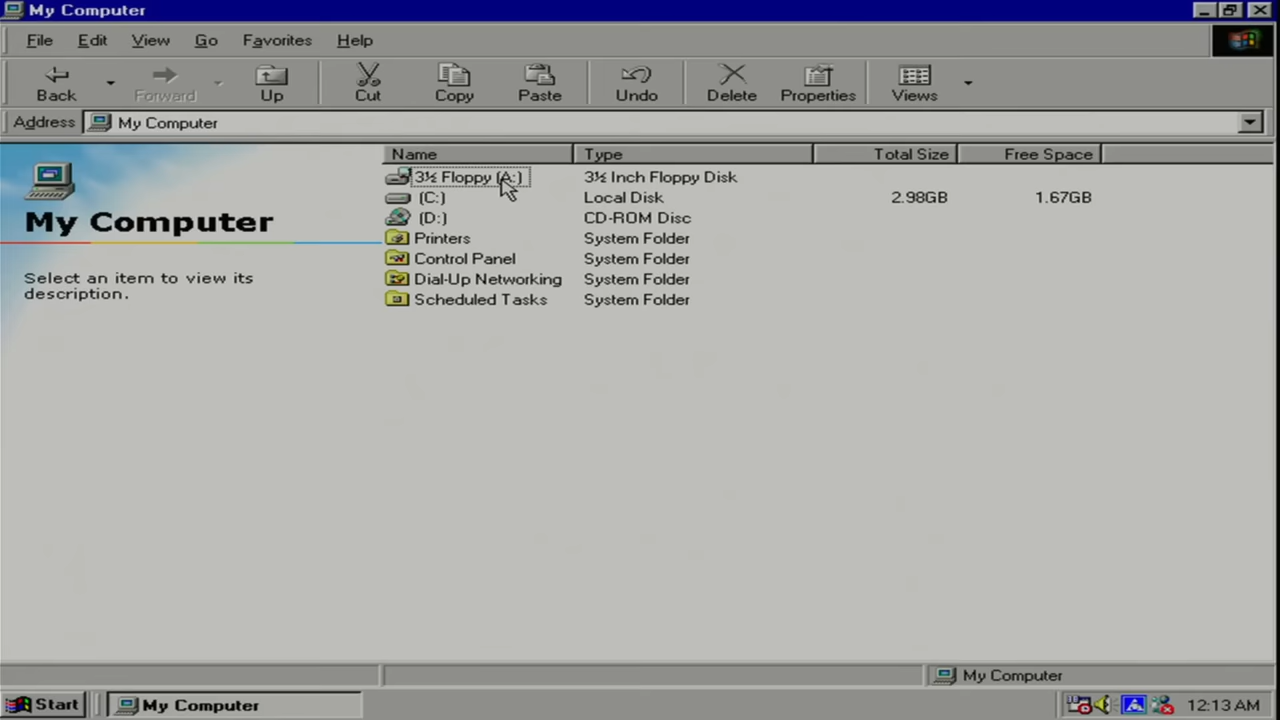 My Computer
File Edit View Go Favorites Help
Back Forward Up Cut Copy Paste Undo Delete Properties Views
Address My Computer
Name Type Total Size Free Space
3½ Floppy (A:) 3½ Inch Floppy Disk
(C:) Local Disk 2.98GB 1.67GB
(D:) CD-ROM Disc
Printers System Folder
Control Panel System Folder
Dial-Up Networking System Folder
Scheduled Tasks System Folder
My Computer
Select an item to view its
description.
My Computer
Start My Computer 12:13 AM